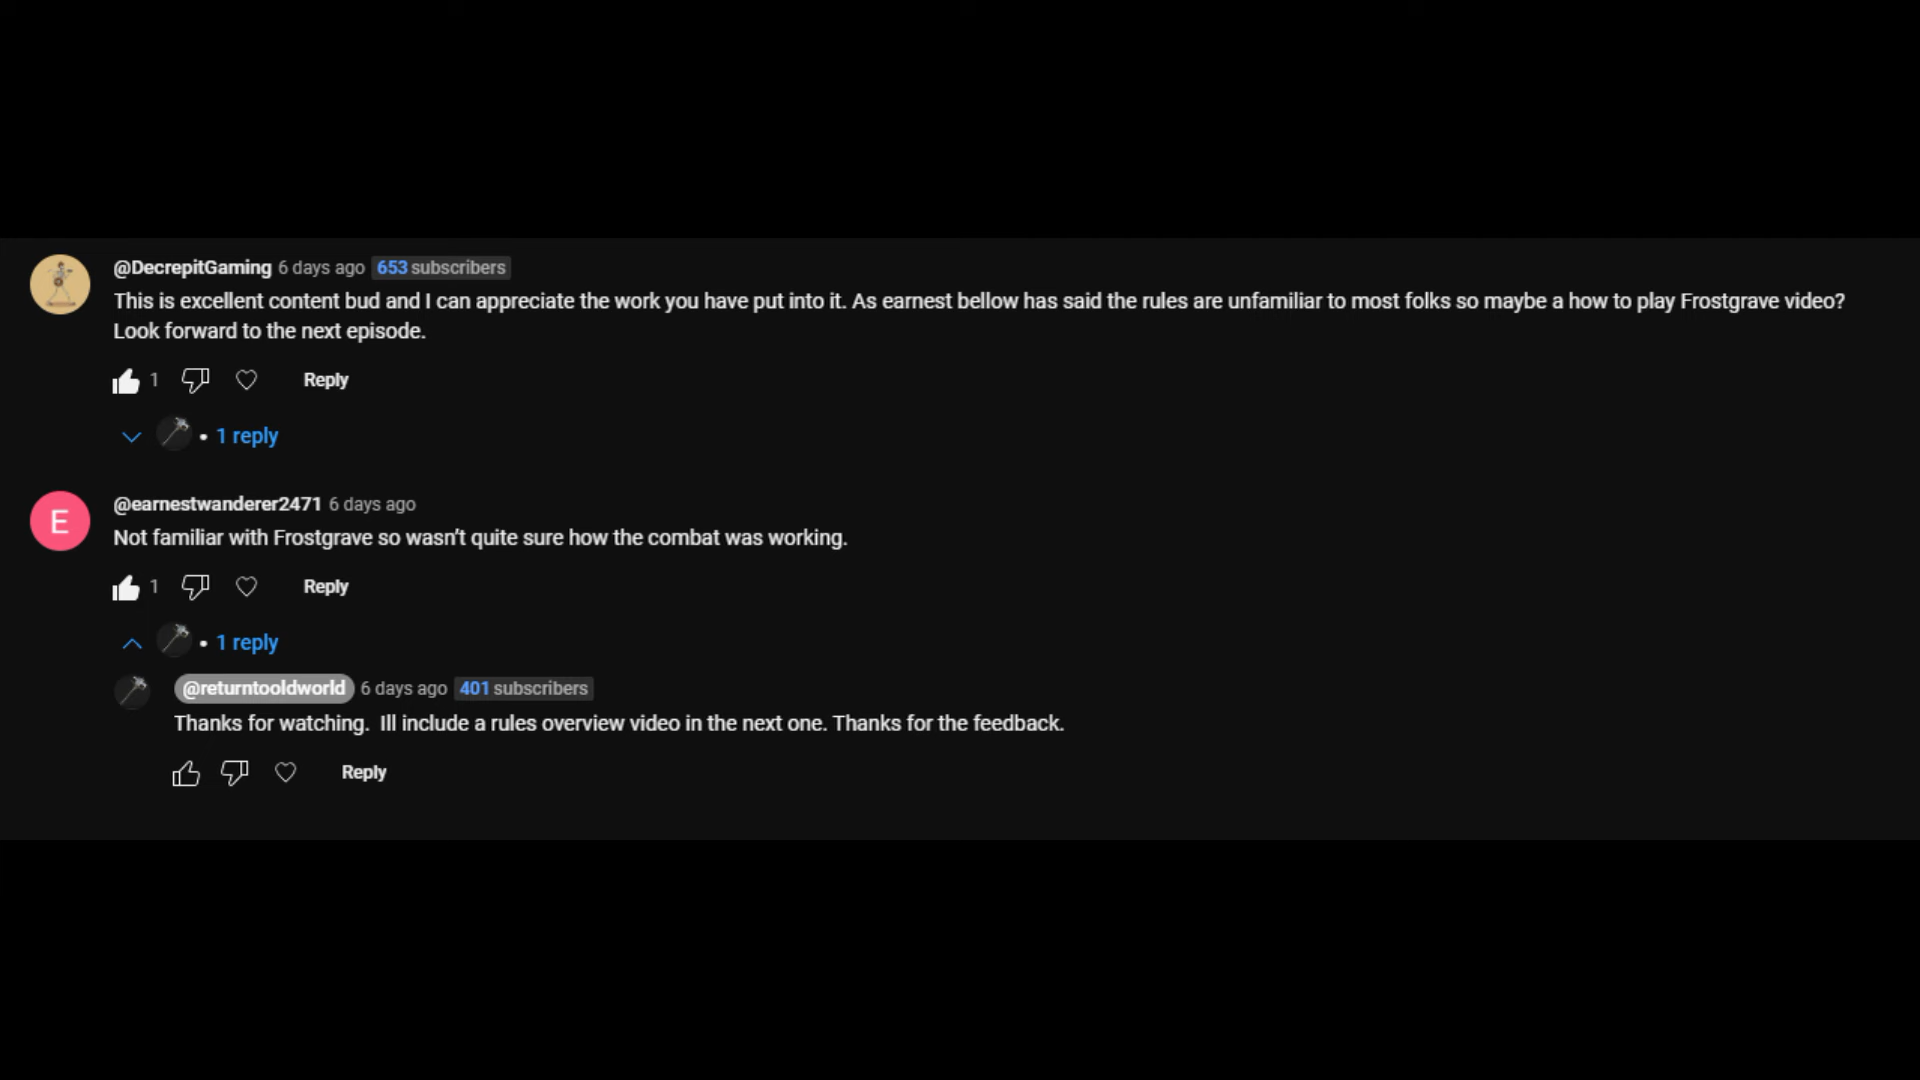 @DecrepitGaming 6 days ago 653 subscribers
This is excellent content bud and I can appreciate the work you have put into it. As earnest bellow has said the rules are unfamiliar to most folks so maybe a how to play Frostgrave video?
Look forward to the next episode.
1 Reply
• 1 reply
E
@earnestwanderer2471 6 days ago
Not familiar with Frostgrave so wasn't quite sure how the combat was working.
1 Reply
• 1 reply
@returntooldworld 6 days ago 401 subscribers
Thanks for watching.  Ill include a rules overview video in the next one. Thanks for the feedback.
Reply